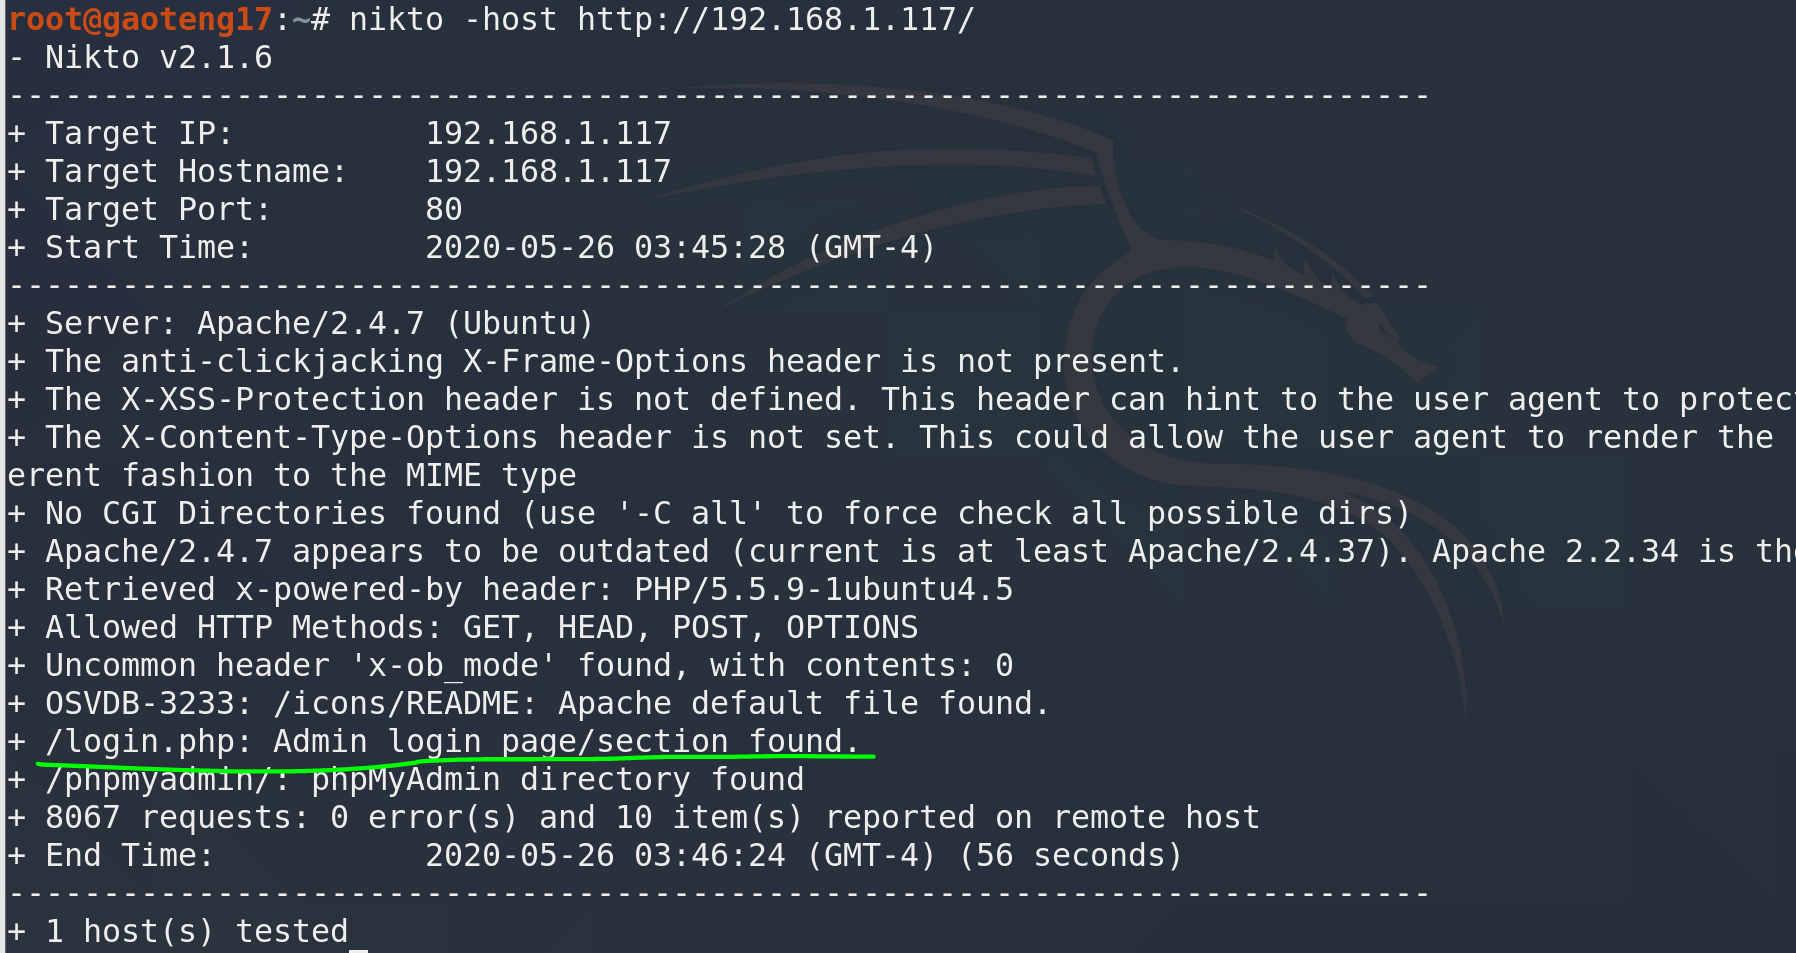 root@gaoteng17:~# nikto -host http://192.168.1.117/
- Nikto v2.1.6
---------------------------------------------------------------------------
+ Target IP:          192.168.1.117
+ Target Hostname:    192.168.1.117
+ Target Port:        80
+ Start Time:         2020-05-26 03:45:28 (GMT-4)
---------------------------------------------------------------------------
+ Server: Apache/2.4.7 (Ubuntu)
+ The anti-clickjacking X-Frame-Options header is not present.
+ The X-XSS-Protection header is not defined. This header can hint to the user agent to protec
+ The X-Content-Type-Options header is not set. This could allow the user agent to render the
erent fashion to the MIME type
+ No CGI Directories found (use '-C all' to force check all possible dirs)
+ Apache/2.4.7 appears to be outdated (current is at least Apache/2.4.37). Apache 2.2.34 is th
+ Retrieved x-powered-by header: PHP/5.5.9-1ubuntu4.5
+ Allowed HTTP Methods: GET, HEAD, POST, OPTIONS
+ Uncommon header 'x-ob_mode' found, with contents: 0
+ OSVDB-3233: /icons/README: Apache default file found.
+ /login.php: Admin login page/section found.
+ /phpmyadmin/: phpMyAdmin directory found
+ 8067 requests: 0 error(s) and 10 item(s) reported on remote host
+ End Time:           2020-05-26 03:46:24 (GMT-4) (56 seconds)
---------------------------------------------------------------------------
+ 1 host(s) tested